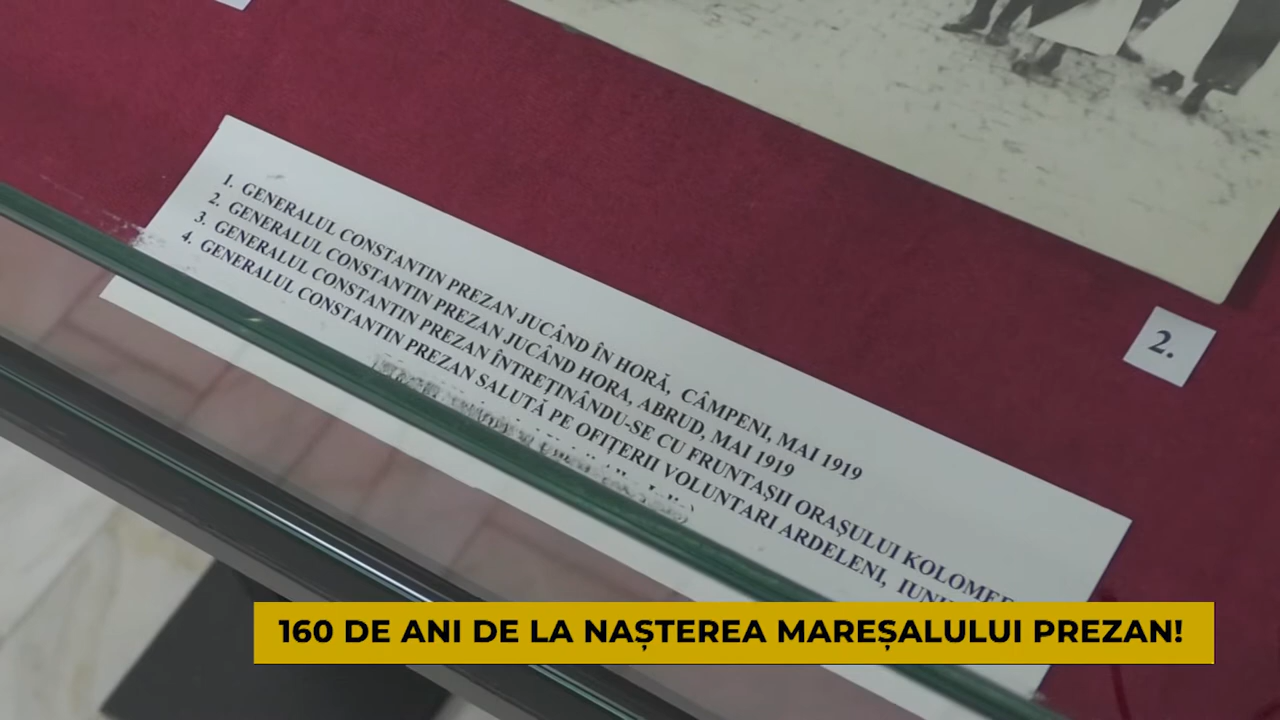 1. GENERALUL CONSTANTIN PREZAN JUCÂND ÎN HORĂ, CÂMPENI, MAI 1919
2. GENERALUL CONSTANTIN PREZAN JUCÂND HORA, ABRUD, MAI 1919
3. GENERALUL CONSTANTIN PREZAN ÎNTREȚINÂNDU-SE CU FRUNTAȘII ORAȘULUI
4. GENERALUL CONSTANTIN PREZAN SALUTĂ PE OFIȚERII VOLUNTARI ARDELENI,
2.
160 DE ANI DE LA NAȘTEREA MAREȘALULUI PREZAN!